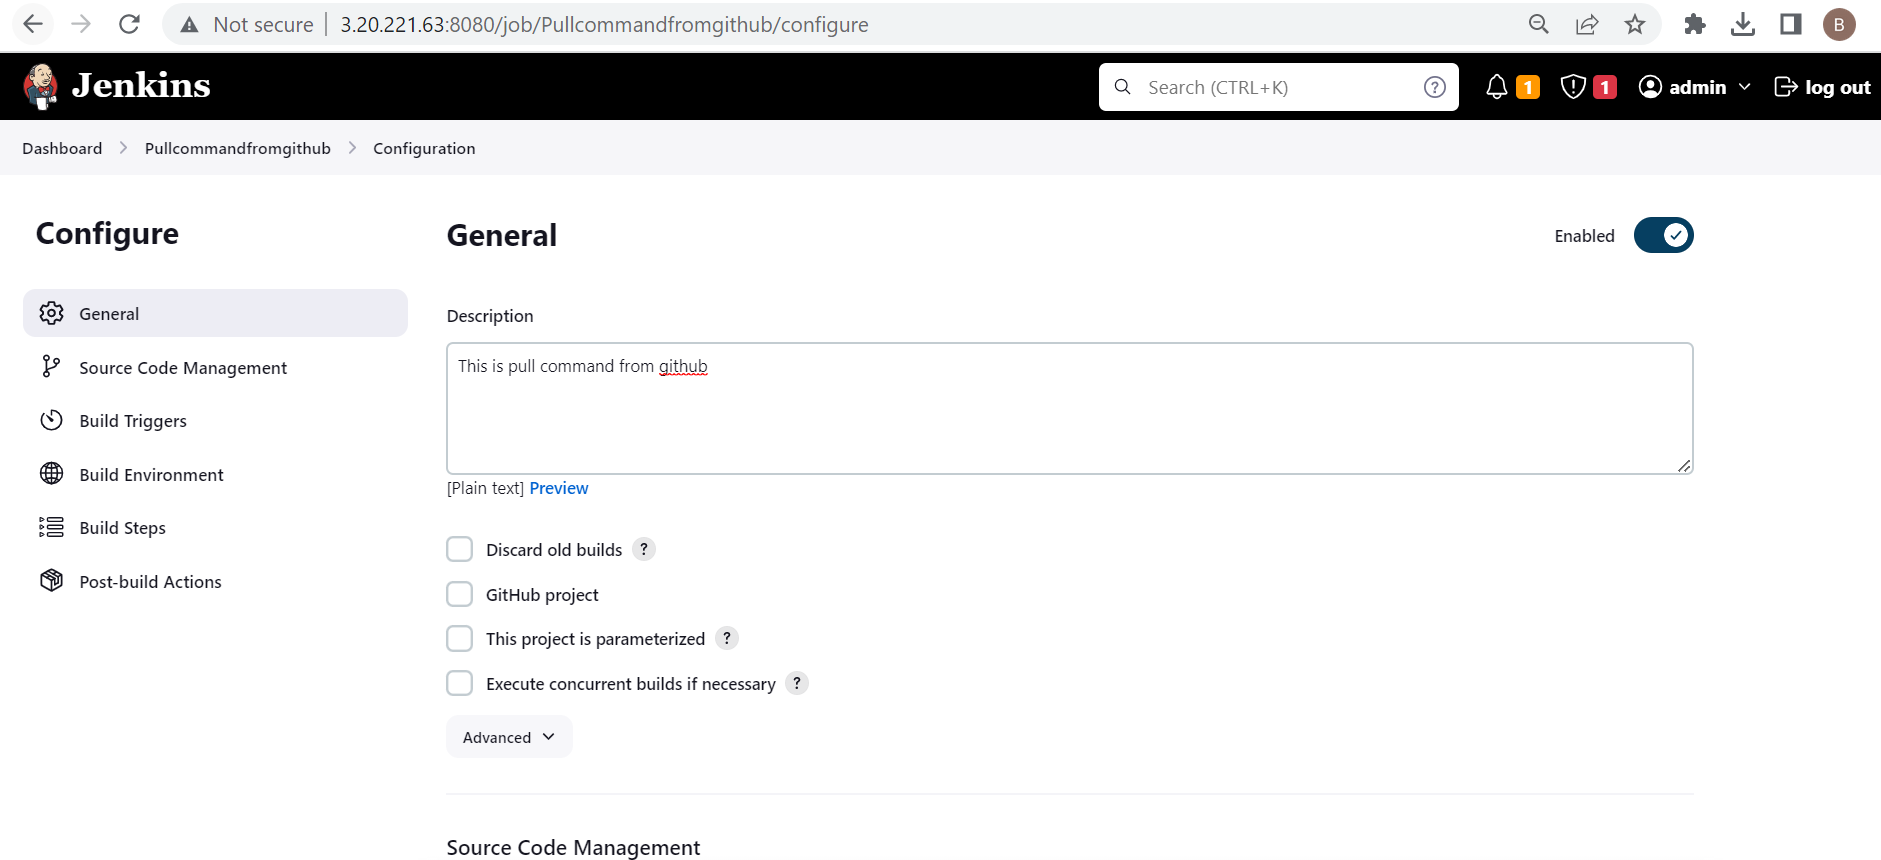 Not secure 3.20.221.63:8080/job/Pullcommandfromgithub/configure B
Jenkins Search (CTRL+K) ? 1 1 admin log out
Dashboard Pullcommandfromgithub Configuration
Configure
General
Source Code Management
Build Triggers
Build Environment
Build Steps
Post-build Actions
General Enabled
Description
This is pull command from github
[Plain text] Preview
Discard old builds ?
GitHub project
This project is parameterized ?
Execute concurrent builds if necessary ?
Advanced
Source Code Management